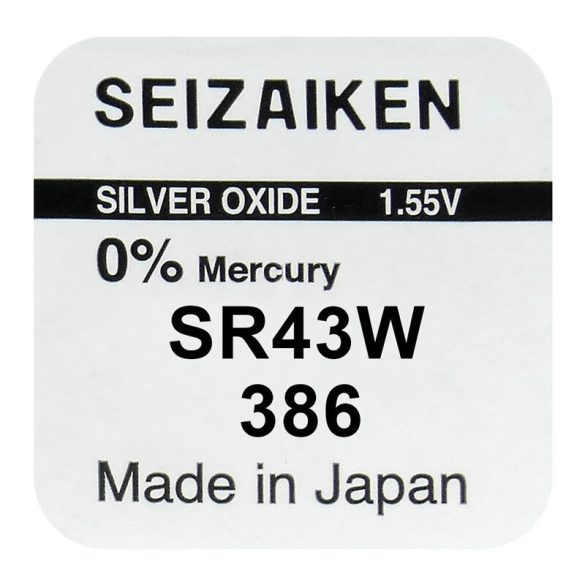 SEIZAIKEN
SILVER OXIDE 1.55V
0% Mercury
SR43W
386
Made in Japan